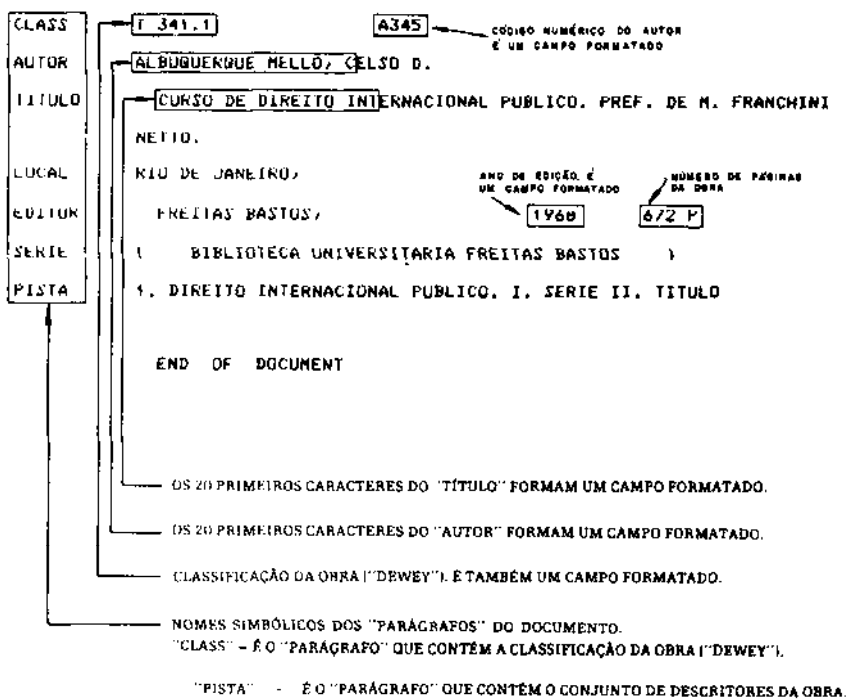 CLASS T 341.1 A345 CÓDIGO NUMÉRICO DO AUTOR
É UM CAMPO FORMATADO
AUTOR ALBUQUERQUE MELLO, CELSO D.
TITULO CURSO DE DIREITO INTERNACIONAL PUBLICO. PREF. DE M. FRANCHINI
NETTO.
LOCAL RIO DE JANEIRO,
ANO DE EDIÇÃO É
UM CAMPO FORMATADO
NÚMERO DE PÁGINAS
DA OBRA
EDITOR FREITAS BASTOS, 1968 672 P
SERIE ( BIBLIOTECA UNIVERSITARIA FREITAS BASTOS )
PISTA 1. DIREITO INTERNACIONAL PUBLICO. I. SERIE II. TITULO
END OF DOCUMENT
OS 20 PRIMEIROS CARACTERES DO "TÍTULO" FORMAM UM CAMPO FORMATADO.
OS 20 PRIMEIROS CARACTERES DO "AUTOR" FORMAM UM CAMPO FORMATADO.
CLASSIFICAÇÃO DA OBRA ("DEWEY"). É TAMBÉM UM CAMPO FORMATADO.
NOMES SIMBÓLICOS DOS "PARÁGRAFOS" DO DOCUMENTO.
"CLASS" - É O "PARÁGRAFO" QUE CONTÉM A CLASSIFICAÇÃO DA OBRA ("DEWEY").
"PISTA" - É O "PARÁGRAFO" QUE CONTÉM O CONJUNTO DE DESCRITORES DA OBRA.